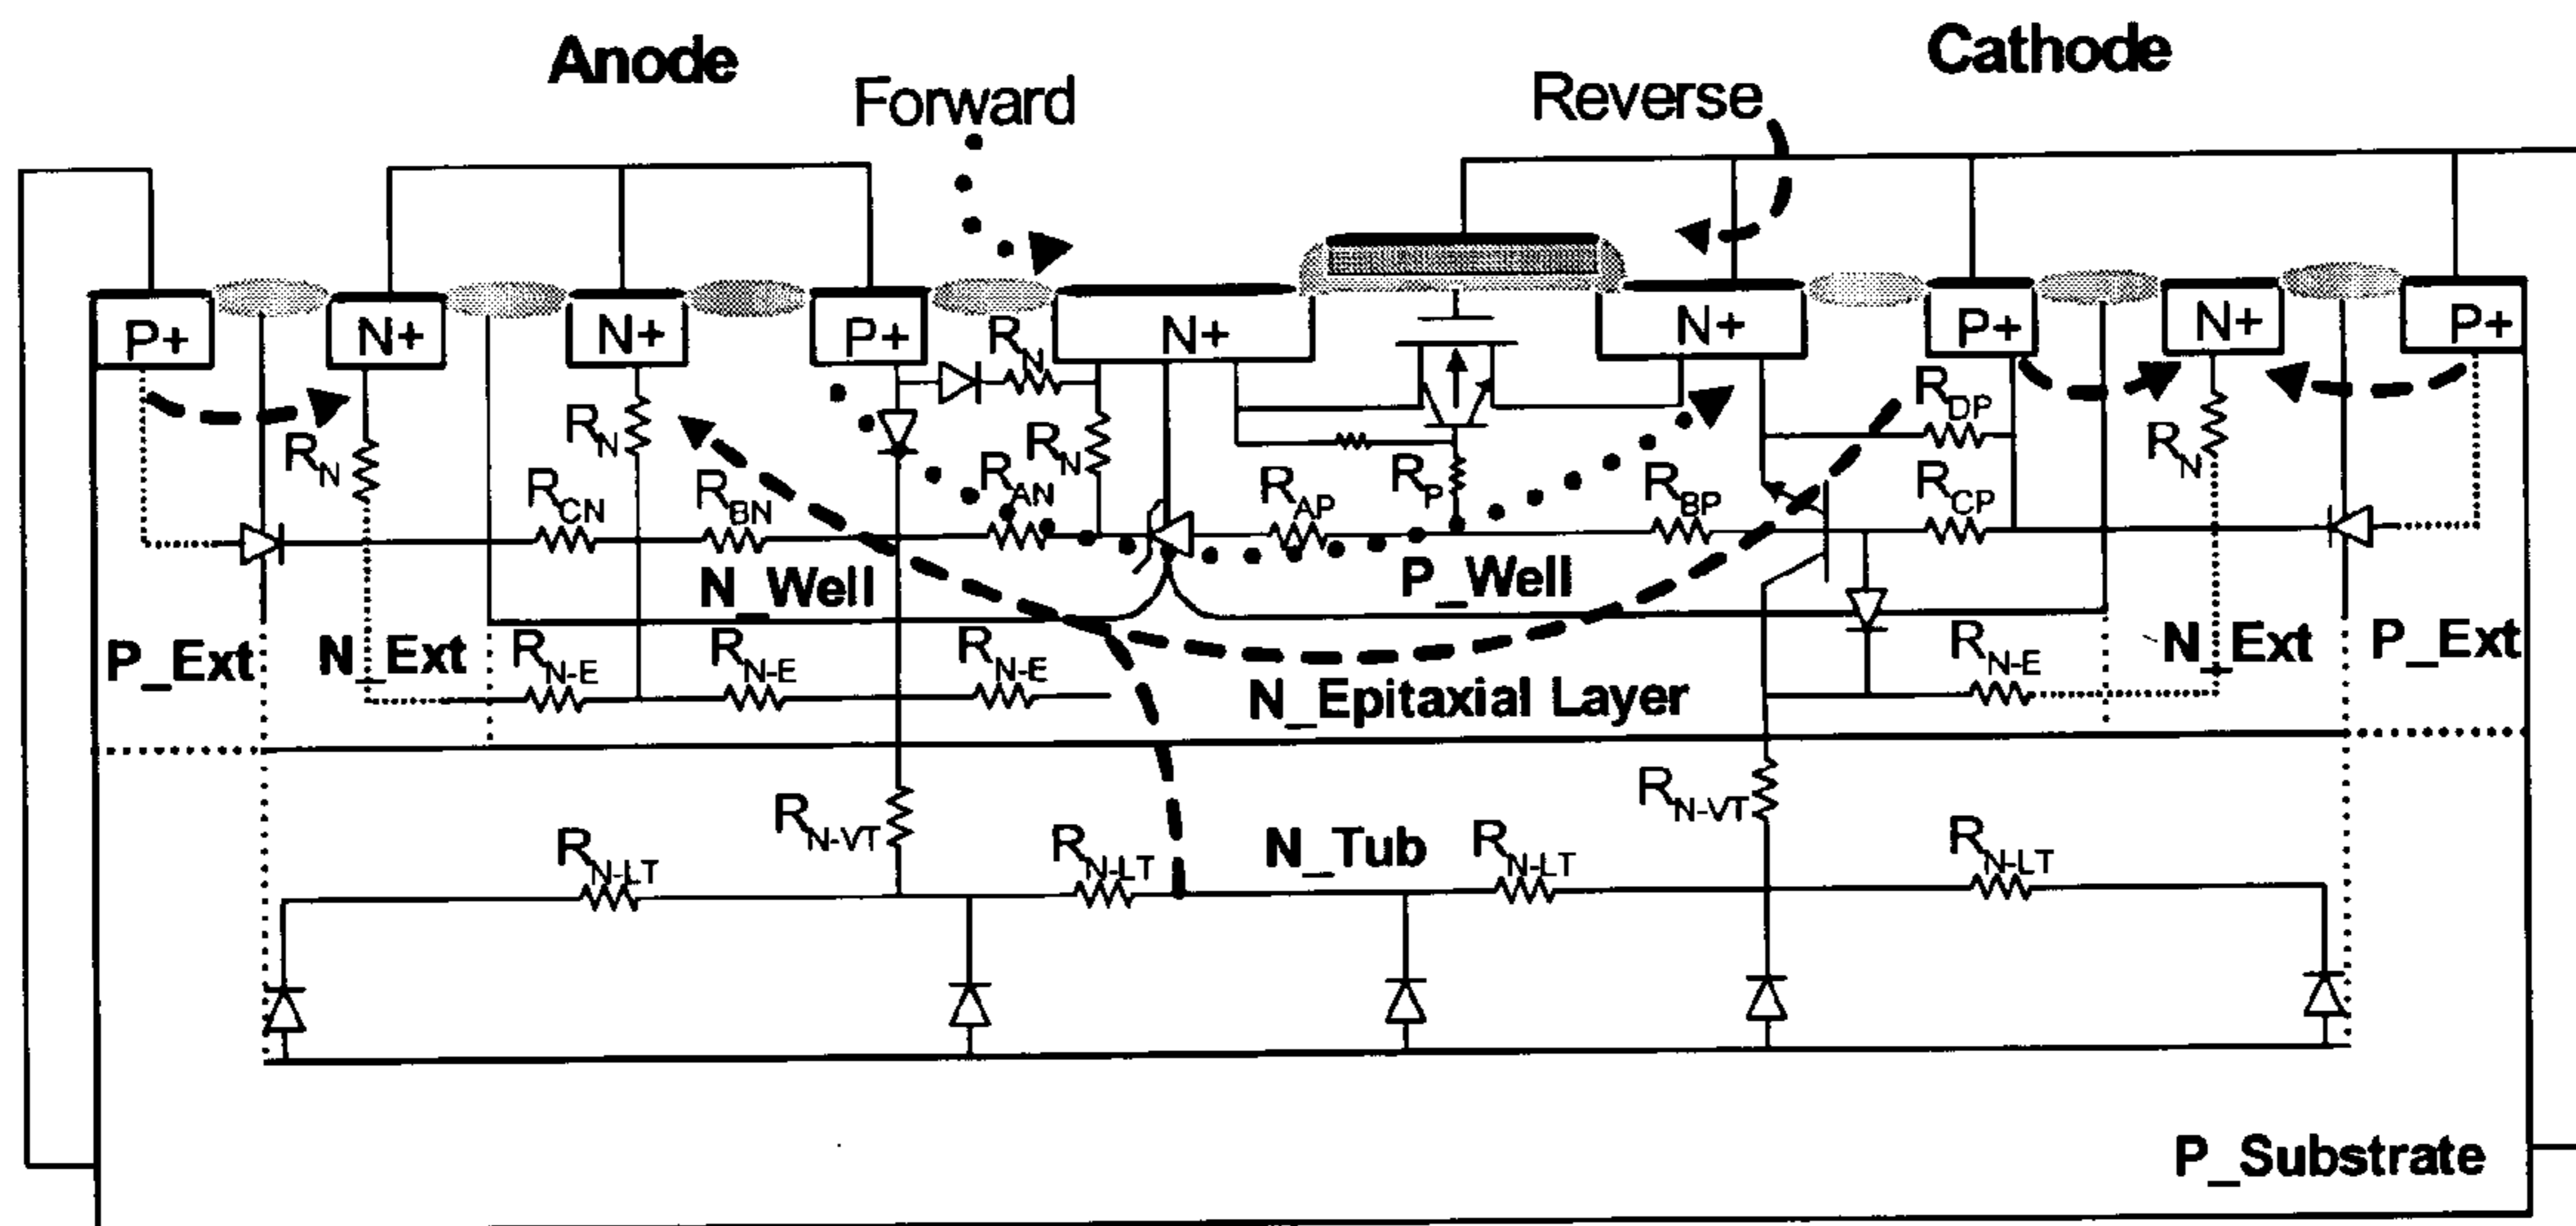 Anode
Cathode
Forward
Reverse
P+
N+
N+
P+
N+
N+
P+
N+
P+
RN
RN
RN
RN
RDP
RN
RCN
RBN
RAN
RAP
RP
RBP
RCP
N_Well
P_Well
P_Ext
N_Ext
RN-E
RN-E
RN-E
RN-E
N_Ext
P_Ext
N_Epitaxial Layer
RN-VT
RN-VT
RN-LT
RN-LT
N_Tub
RN-LT
RN-LT
P_Substrate